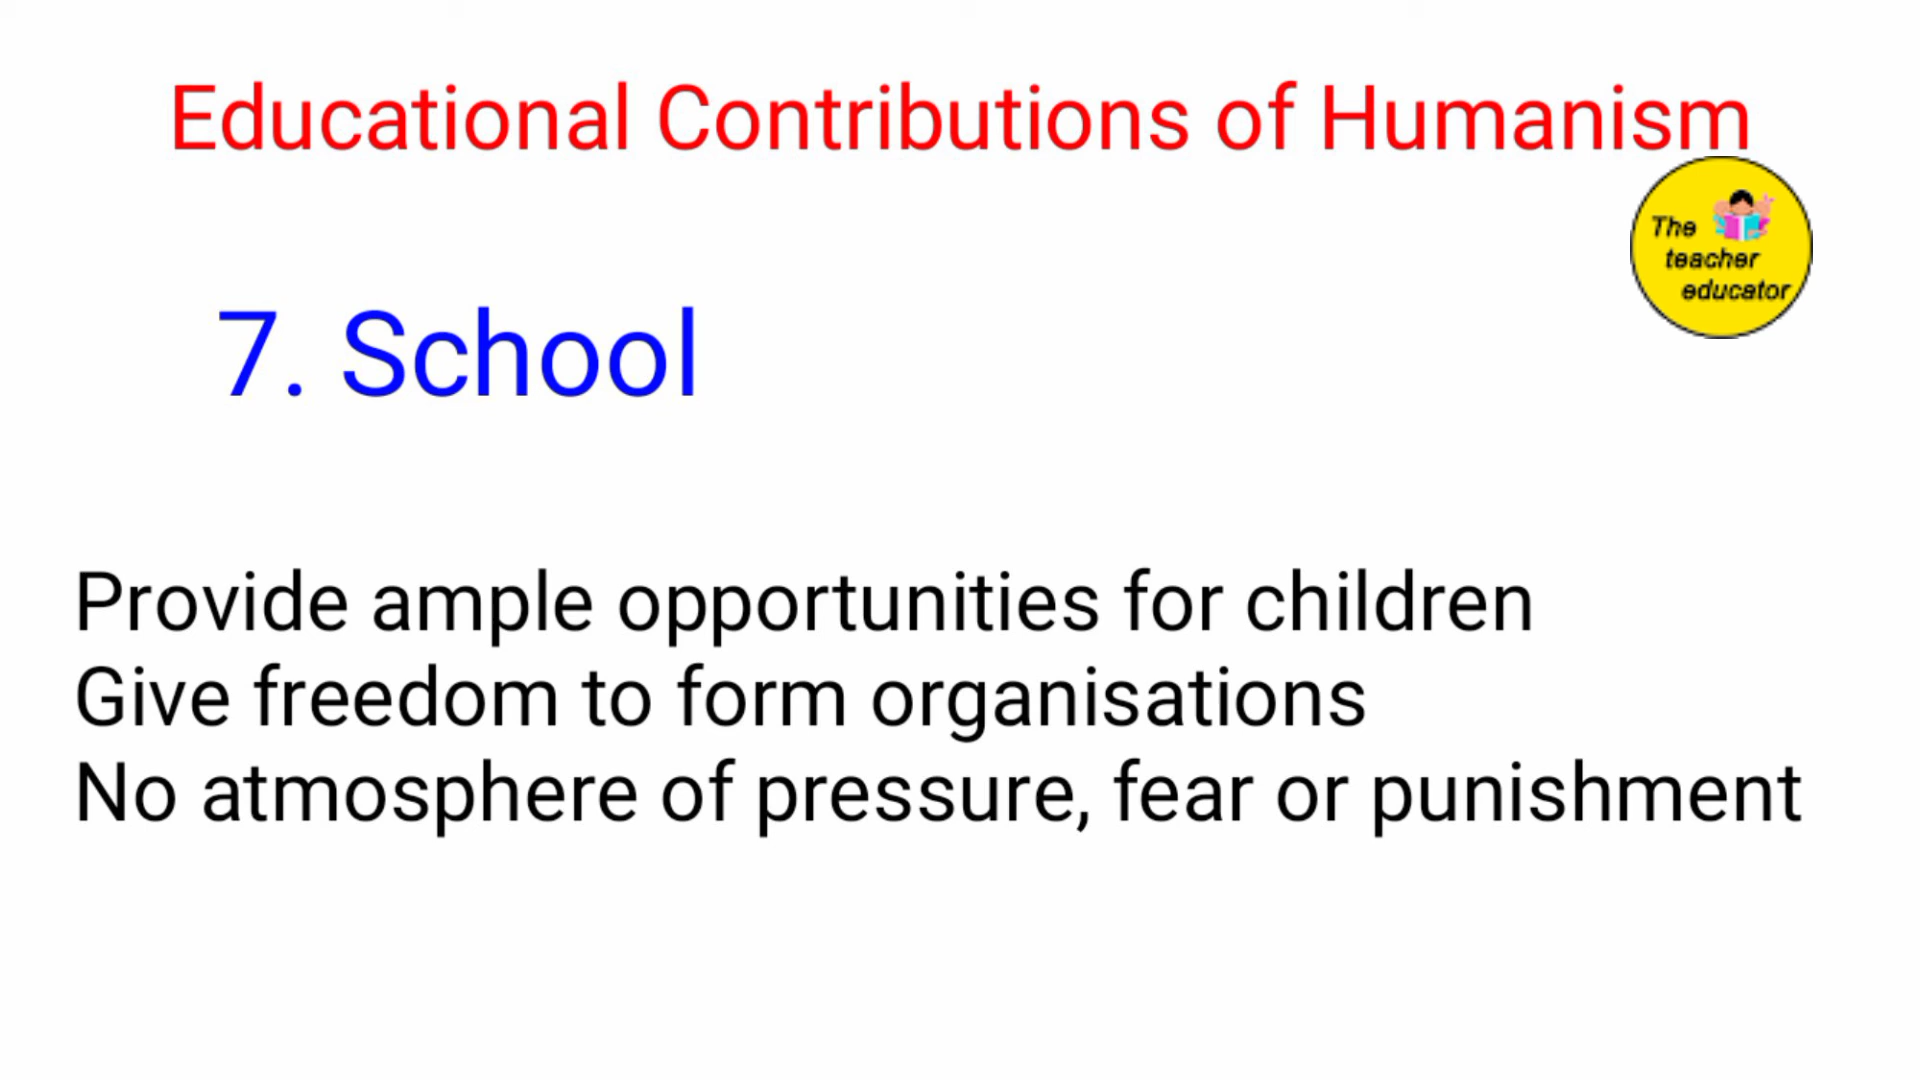 Educational Contributions of Humanism
The
teacher
educator
7. School
Provide ample opportunities for children
Give freedom to form organisations
No atmosphere of pressure, fear or punishment